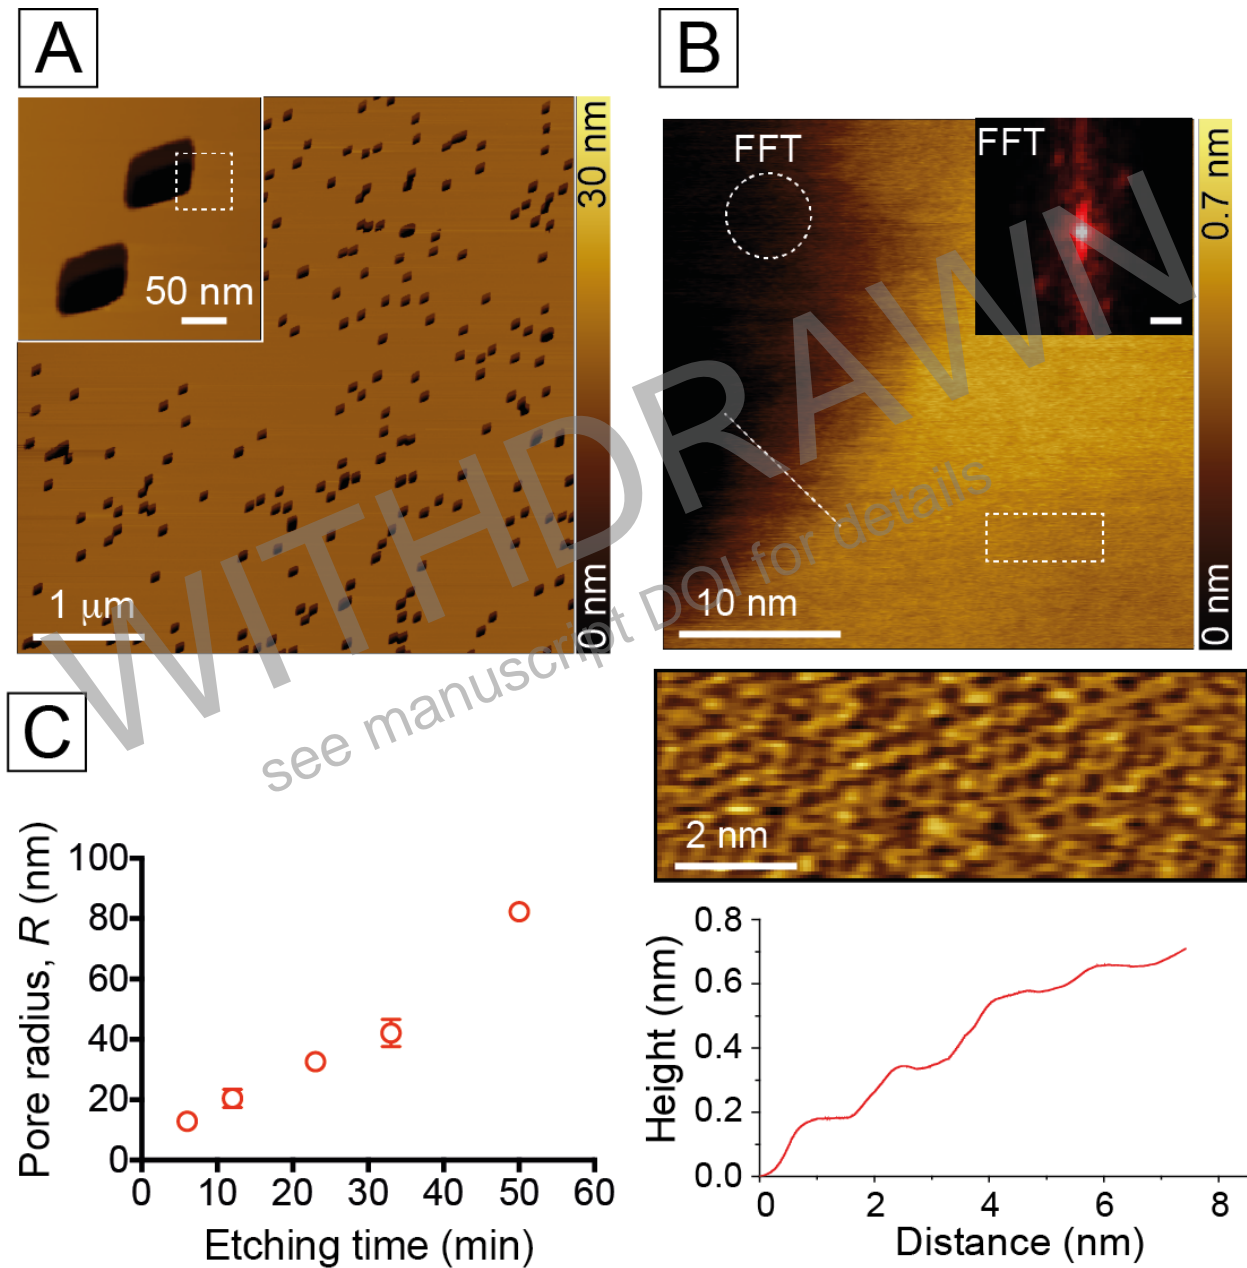 A
50 nm
1 μm
30 nm
0 nm
B
FFT
FFT
10 nm
0.7 nm
0 nm
WITHDRAWN
see manuscript DOI for details
2 nm
C
Pore radius, R (nm)
100
80
60
40
20
0
0 10 20 30 40 50 60
Etching time (min)
Height (nm)
0.8
0.6
0.4
0.2
0.0
0 2 4 6 8
Distance (nm)